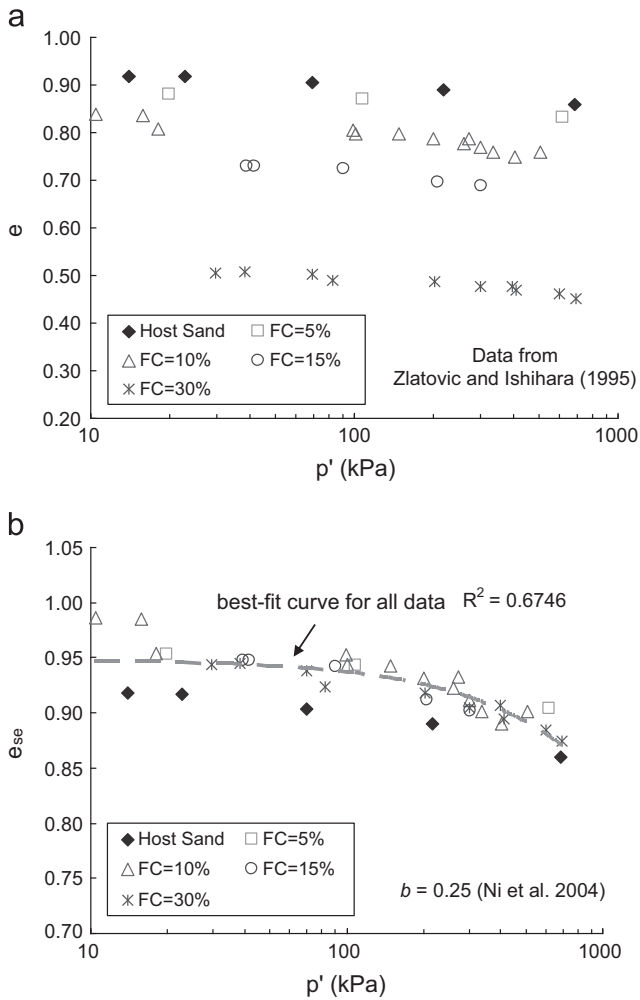 a
1.00
0.90
0.80
0.70
0.60
0.50
0.40
0.30
0.20
e
Host Sand FC=5%
FC=10% FC=15%
FC=30%
Data from
Zlatovic and Ishihara (1995)
10 100 1000
p' (kPa)
b
1.05
1.00
0.95
0.90
0.85
0.80
0.75
0.70
ese
best-fit curve for all data R² = 0.6746
Host Sand FC=5%
FC=10% FC=15%
FC=30%
b = 0.25 (Ni et al. 2004)
10 100 1000
p' (kPa)